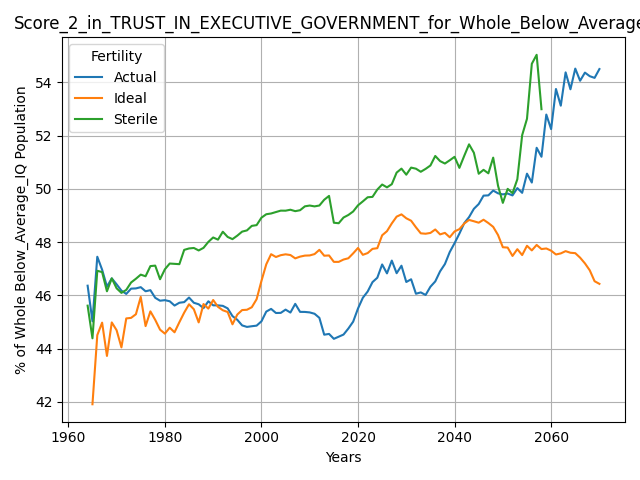 Score_2_in_TRUST_IN_EXECUTIVE_GOVERNMENT_for_Whole_Below_Average
Fertility
Actual
Ideal
Sterile
% of Whole Below_Average_IQ Population
54
52
50
48
46
44
42
1960
1980
2000
2020
2040
2060
Years